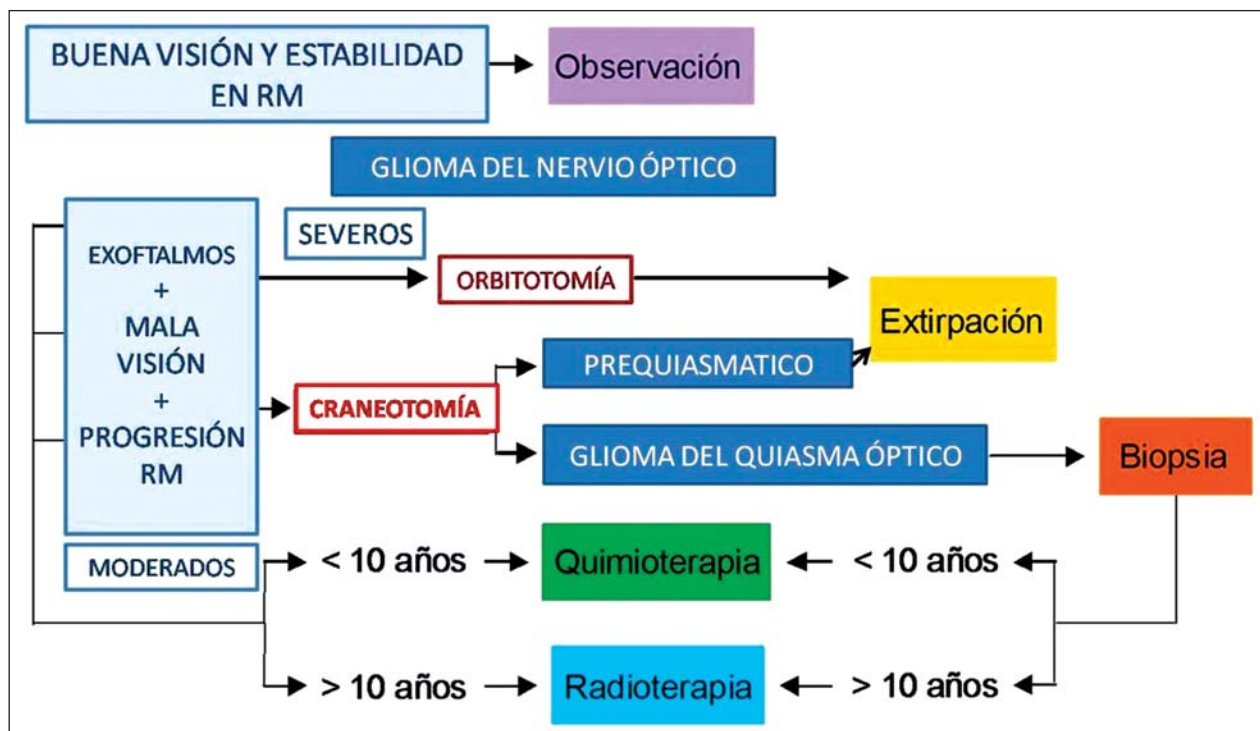 BUENA VISIÓN Y ESTABILIDAD
EN RM
Observación
GLIOMA DEL NERVIO ÓPTICO
SEVEROS
EXOFTALMOS
+
MALA
VISIÓN
+
PROGRESIÓN
RM
ORBITOTOMÍA
Extirpación
PREQUIASMATICO
CRANEOTOMÍA
GLIOMA DEL QUIASMA ÓPTICO
Biopsia
MODERADOS
< 10 años
Quimioterapia
< 10 años
> 10 años
Radioterapia
> 10 años